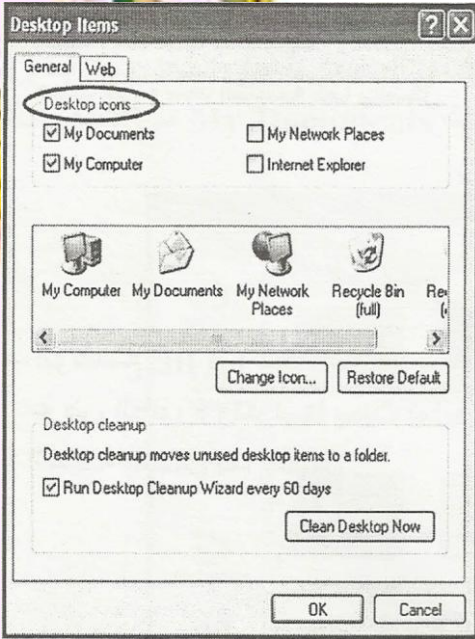 Desktop Items
General Web
Desktop icons
My Documents My Network Places
My Computer Internet Explorer
My Computer My Documents My Network Places Recycle Bin (full)
Change Icon... Restore Default
Desktop cleanup
Desktop cleanup moves unused desktop items to a folder.
Run Desktop Cleanup Wizard every 60 days
Clean Desktop Now
OK Cancel